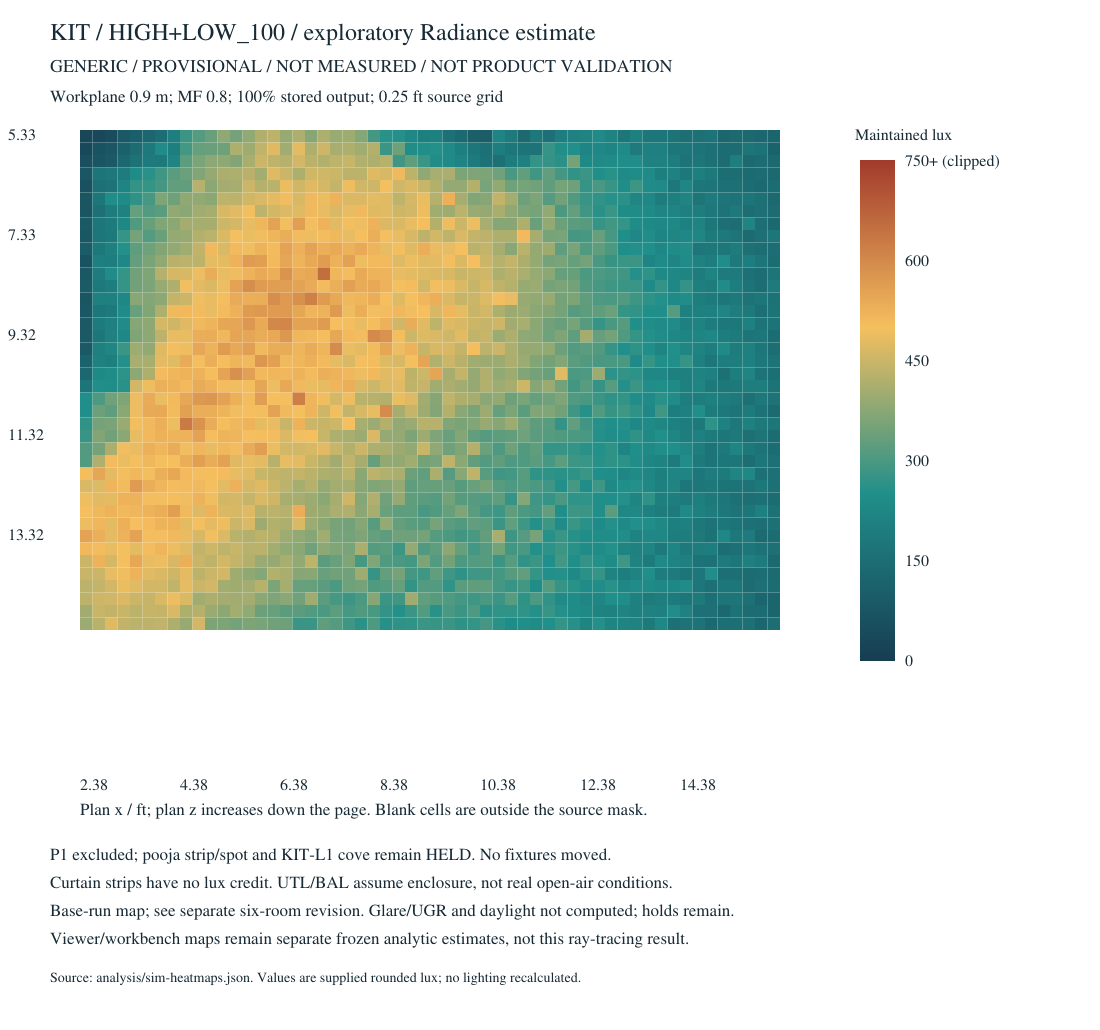 KIT / HIGH+LOW_100 / exploratory Radiance estimate
GENERIC / PROVISIONAL / NOT MEASURED / NOT PRODUCT VALIDATION
Workplane 0.9 m; MF 0.8; 100% stored output; 0.25 ft source grid
5.33
7.33
9.32
11.32
13.32
Maintained lux
750+ (clipped)
600
450
300
150
0
2.38 4.38 6.38 8.38 10.38 12.38 14.38
Plan x / ft; plan z increases down the page. Blank cells are outside the source mask.
P1 excluded; pooja strip/spot and KIT-L1 cove remain HELD. No fixtures moved.
Curtain strips have no lux credit. UTL/BAL assume enclosure, not real open-air conditions.
Base-run map; see separate six-room revision. Glare/UGR and daylight not computed; holds remain.
Viewer/workbench maps remain separate frozen analytic estimates, not this ray-tracing result.
Source: analysis/sim-heatmaps.json. Values are supplied rounded lux; no lighting recalculated.